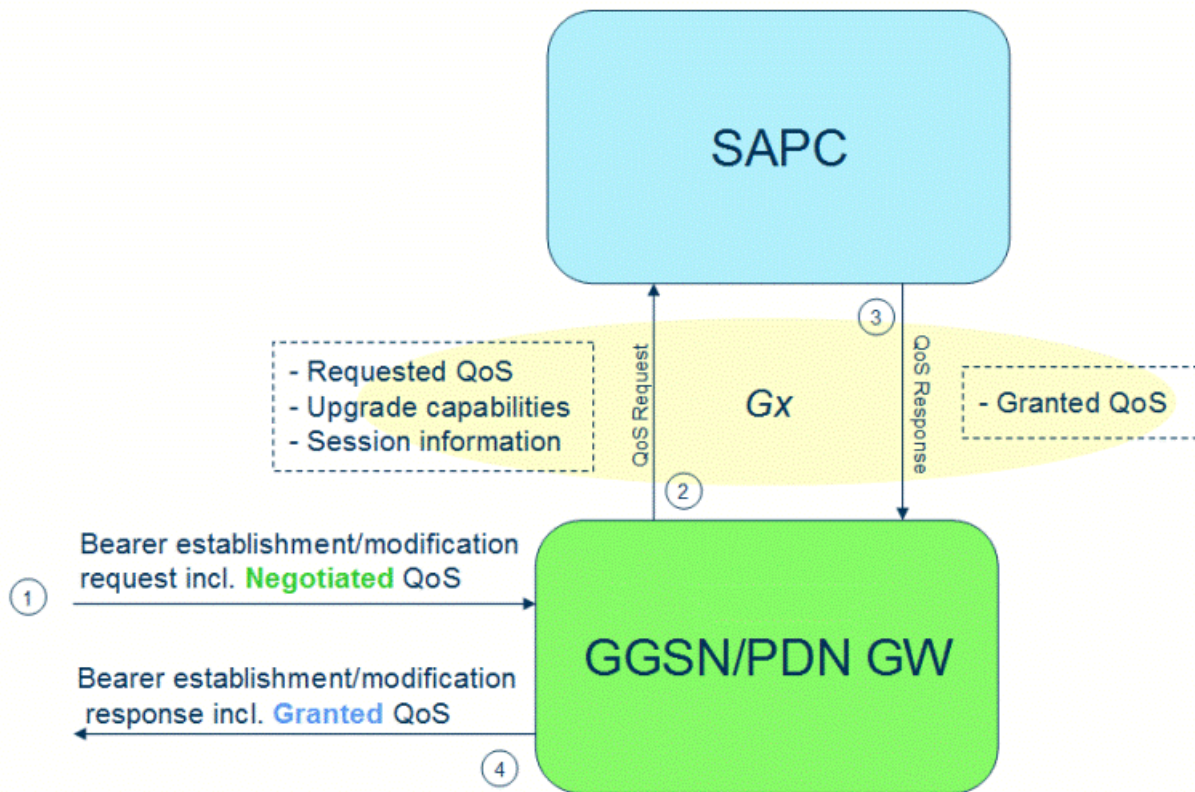 SAPC
3
- Requested QoS
- Upgrade capabilities
- Session information
QoS Request
Gx
QoS Response
- Granted QoS
2
Bearer establishment/modification
request incl. Negotiated QoS
1
GGSN/PDN GW
Bearer establishment/modification
response incl. Granted QoS
4